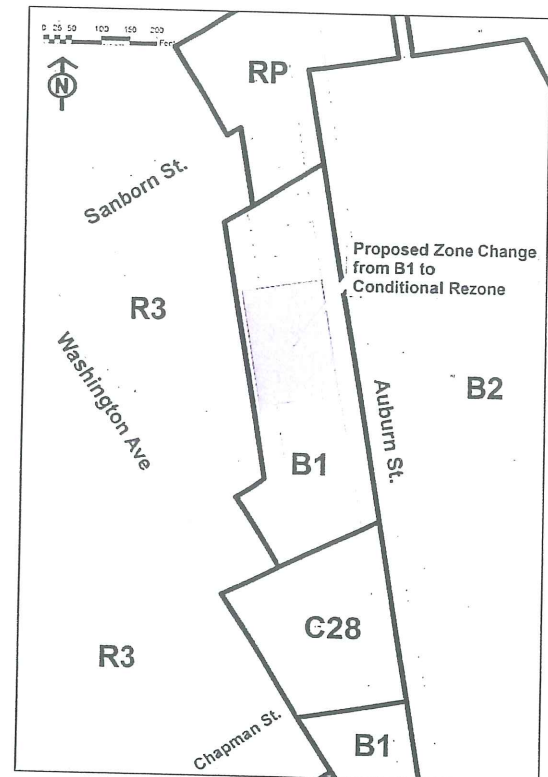 0 25 50 100 150 200
Feet
N
RP
Sanborn St.
Proposed Zone Change
from B1 to
Conditional Rezone
R3
Washington Ave
B2
Auburn St.
B1
C28
R3
Chapman St.
B1